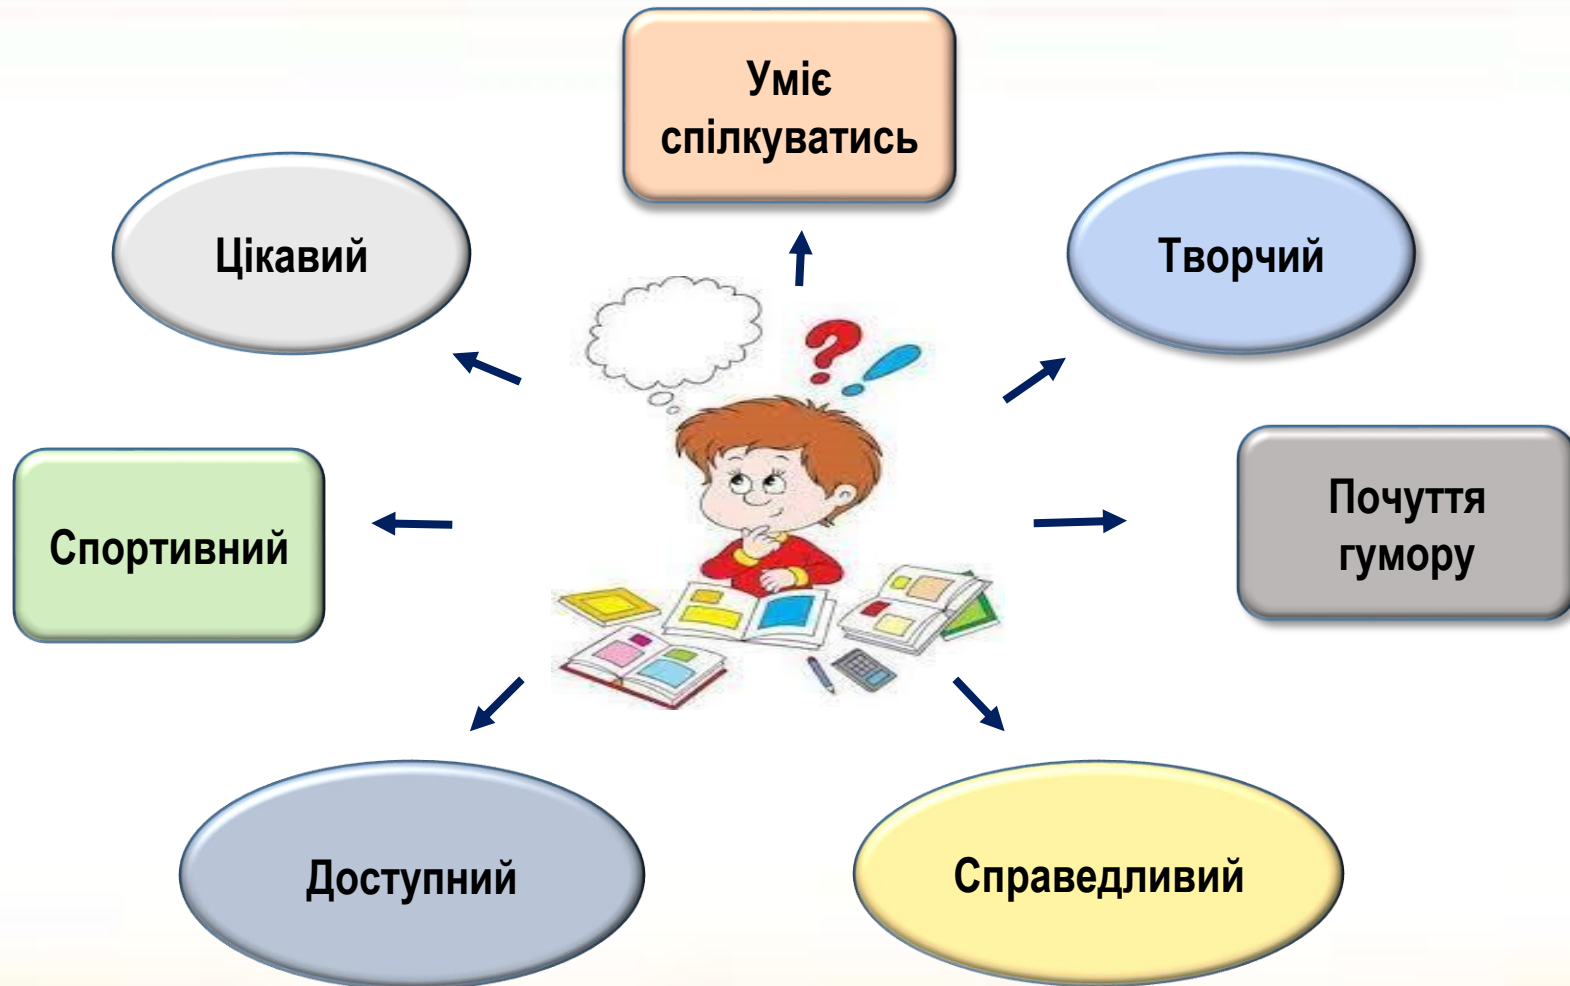 Уміє
спілкуватись
Цікавий
Творчий
Спортивний
Почуття
гумору
Доступний
Справедливий